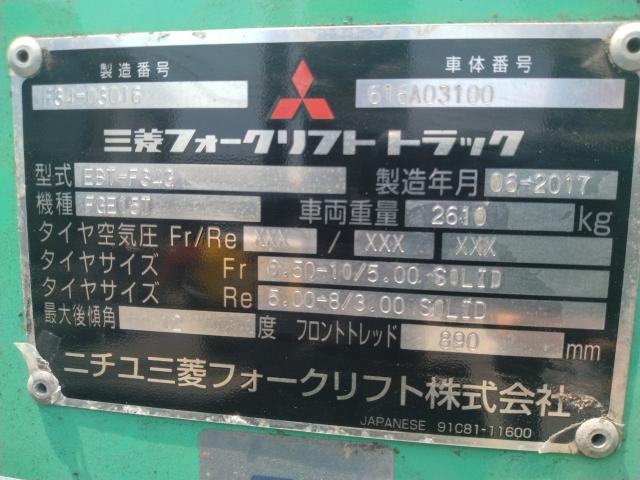 製造番号
車体番号
F34-03016
616A03100
三菱フォークリフト トラック
型式 EBT-F34Q 製造年月 06-2017
機種 FGE15T 車両重量 2610 kg
タイヤ空気圧 Fr/Re XXX / XXX XXX
タイヤサイズ Fr 6.50-10/5.00 SOLID
タイヤサイズ Re 5.00-8/3.00 SOLID
最大後傾角 12 度 フロントトレッド 890 mm
ニチユ三菱フォークリフト株式会社
JAPANESE 91C81-11600